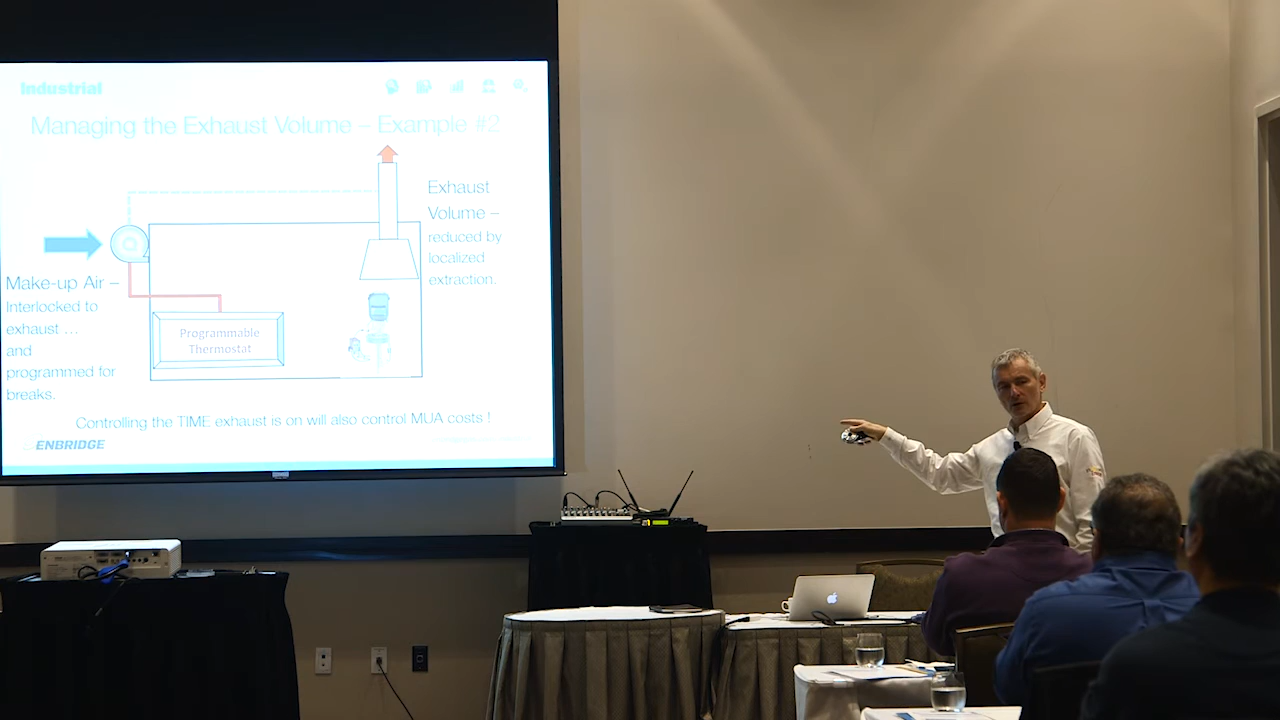 Industrial
Managing the Exhaust Volume – Example #2
Exhaust
Volume –
reduced by
localized
extraction.
Make-up Air –
Interlocked to
exhaust ...
and
programmed for
breaks.
Programmable
Thermostat
Controlling the TIME exhaust is on will also control MUA costs !
ENBRIDGE